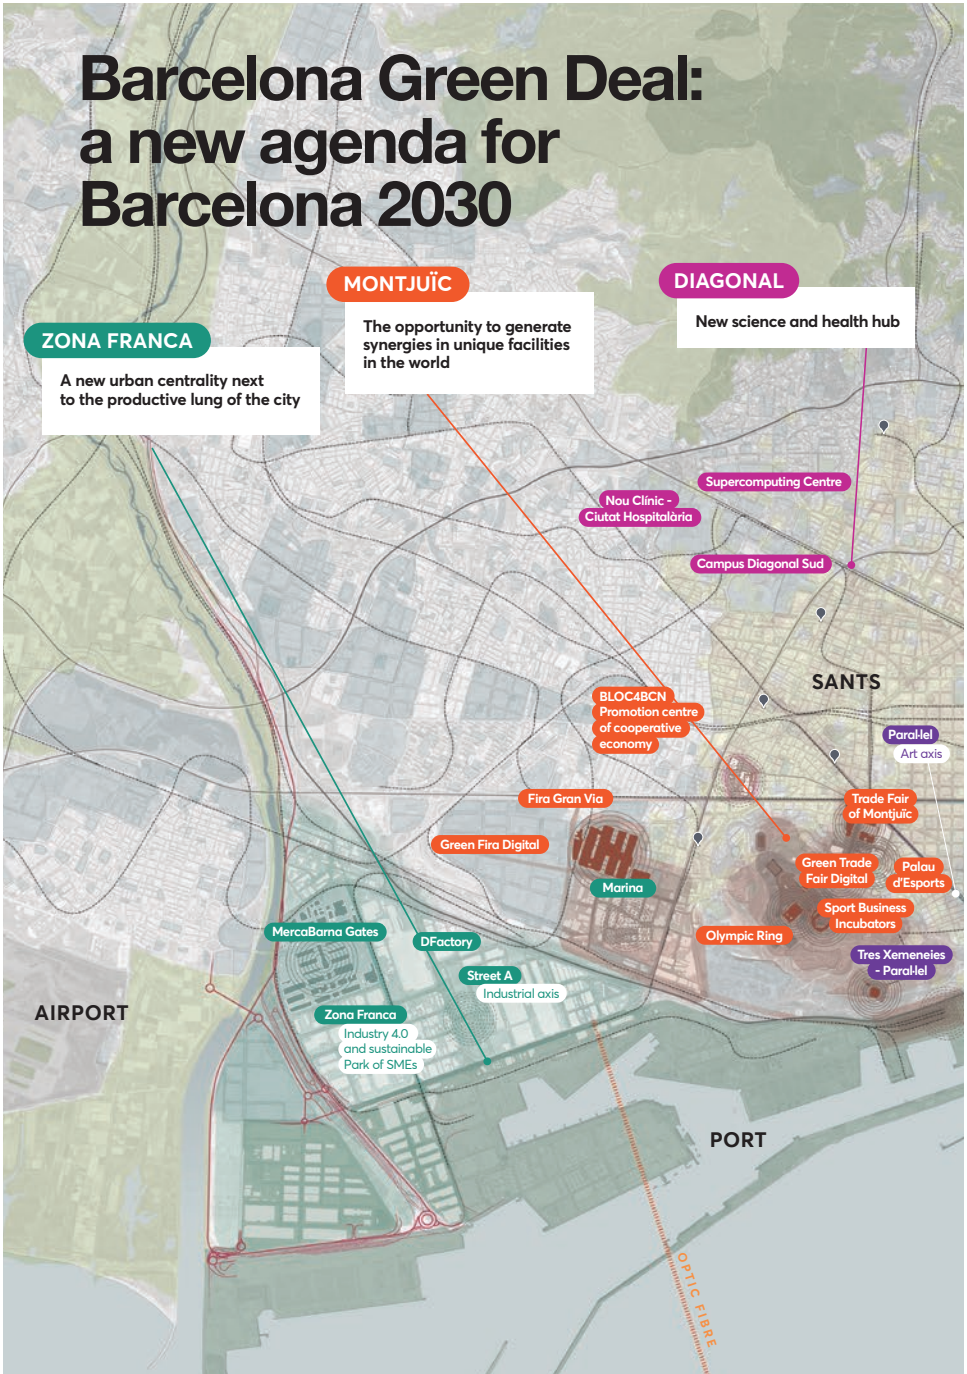 Barcelona Green Deal:
a new agenda for
Barcelona 2030
MONTJUÏC
The opportunity to generate
synergies in unique facilities
in the world
DIAGONAL
New science and health hub
ZONA FRANCA
A new urban centrality next
to the productive lung of the city
Supercomputing Centre
Nou Clínic -
Ciutat Hospitalària
Campus Diagonal Sud
SANTS
BLOC4BCN
Promotion centre
of cooperative
economy
Paral·lel
Art axis
Fira Gran Via
Trade Fair
of Montjuïc
Green Fira Digital
Green Trade
Fair Digital
Palau
d'Esports
Marina
Sport Business
Incubators
MercaBarna Gates
DFactory
Olympic Ring
Tres Xemeneies
- Paral·lel
Street A
Industrial axis
AIRPORT
Zona Franca
Industry 4.0
and sustainable
Park of SMEs
PORT
OPTIC FIBRE